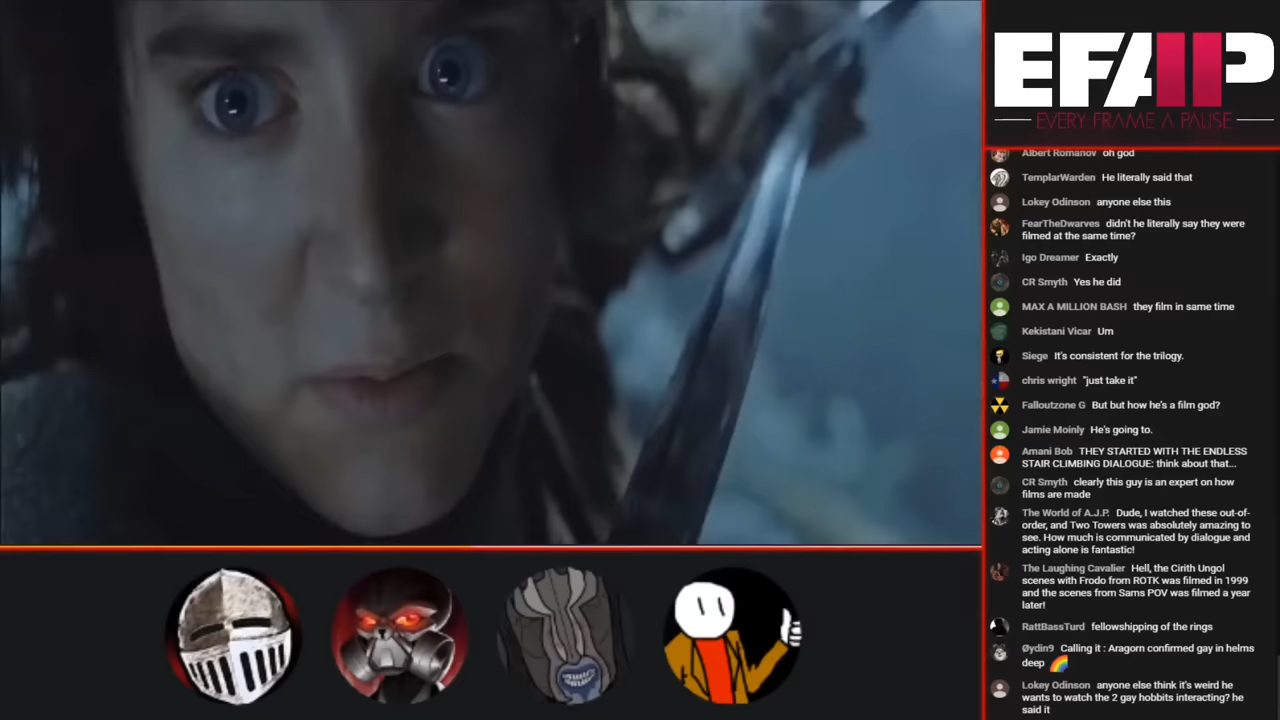 EFAP
EVERY FRAME A PAUSE
Albert Romanov oh god
TemplarWarden He literally said that
Lokey Odinson anyone else this
FearTheDwarves didn't he literally say they were
filmed at the same time?
Igo Dreamer Exactly
CR Smyth Yes he did
MAX A MILLION BASH they film in same time
Kekistani Vicar Um
Siege It's consistent for the trilogy.
chris wright "just take it"
Falloutzone G But but how he's a film god?
Jamie Moinly He's going to.
Amani Bob THEY STARTED WITH THE ENDLESS
STAIR CLIMBING DIALOGUE: think about that...
CR Smyth clearly this guy is an expert on how
films are made
The World of A.J.P. Dude, I watched these out-of-
order, and Two Towers was absolutely amazing to
see. How much is communicated by dialogue and
acting alone is fantastic!
The Laughing Cavalier Hell, the Cirith Ungol
scenes with Frodo from ROTK was filmed in 1999
and the scenes from Sams POV was filmed a year
later!
RattBassTurd fellowshipping of the rings
Øydin9 Calling it : Aragorn confirmed gay in helms
deep 🌈
Lokey Odinson anyone else think it's weird he
wants to watch the 2 gay hobbits interacting? he
said it